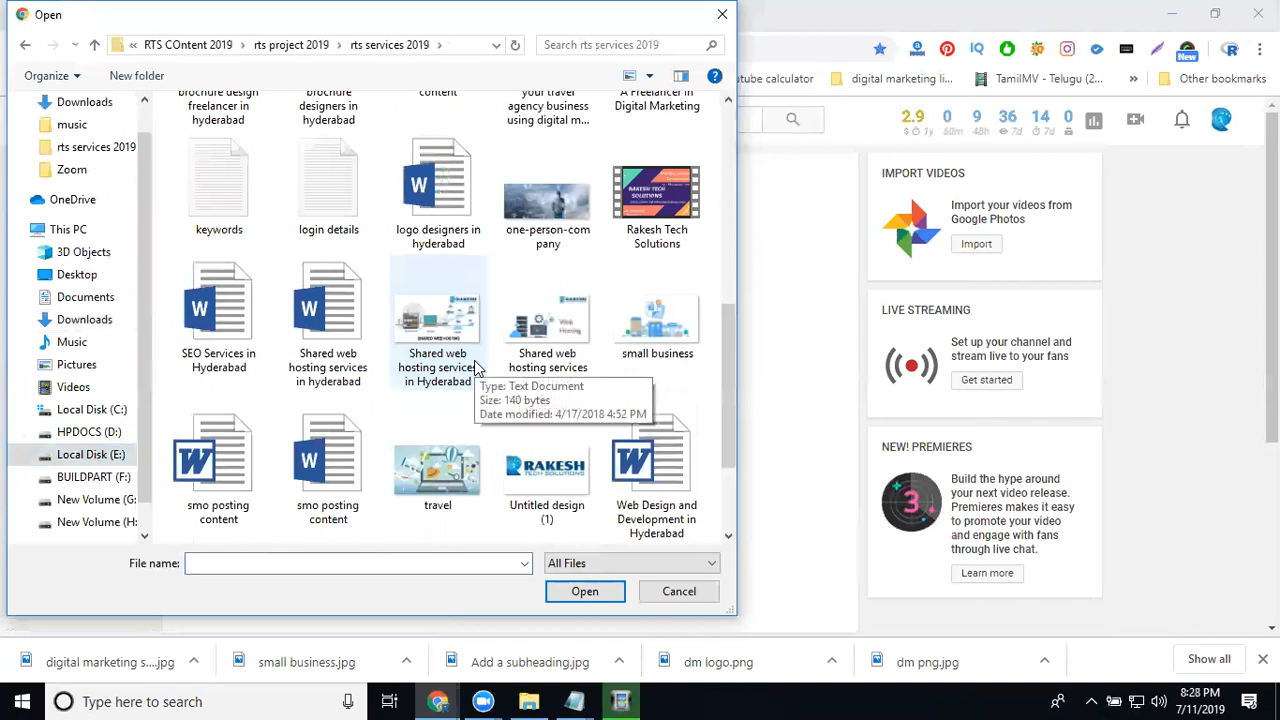 Open
« RTS COntent 2019 › rts project 2019 › rts services 2019 ›
Search rts services 2019
Organize
New folder
Downloads
music
rts services 2019
Zoom
OneDrive
This PC
3D Objects
Desktop
Documents
Downloads
Music
Pictures
Videos
Local Disk (C:)
HPDOCS (D:)
Local Disk (E:)
BUILDPART (F:)
New Volume (G:
New Volume (H:
brochure design
freelancer in
hyderabad
brochure
designers in
hyderabad
content
your travel
agency business
using digital m...
A Freelancer in
Digital Marketing
keywords
login details
logo designers in
hyderabad
one-person-com
pany
Rakesh Tech
Solutions
SEO Services in
Hyderabad
Shared web
hosting services
in hyderabad
Shared web
hosting services
in Hyderabad
Shared web
hosting services
small business
Type: Text Document
Size: 140 bytes
Date modified: 4/17/2018 4:52 PM
smo posting
content
smo posting
content
travel
RAKESH
Untitled design
(1)
Web Design and
Development in
Hyderabad
File name:
All Files
Open
Cancel
New
utube calculator
digital marketing li...
TamilMV - Telugu (2...
»
Other bookmarks
2.9 0 9 36 14 0
1y 60m 48h 7d 7d
IMPORT VIDEOS
Import your videos from
Google Photos
Import
LIVE STREAMING
Set up your channel and
stream live to your fans
Get started
NEW! PREMIERES
Build the hype around
your next video release.
Premieres makes it easy
to promote your video
and engage with fans
through live chat.
Learn more
digital marketing s....jpg
small business.jpg
Add a subheading.jpg
dm logo.png
dm png.jpg
Show all
Type here to search
8:28 PM
7/11/2019